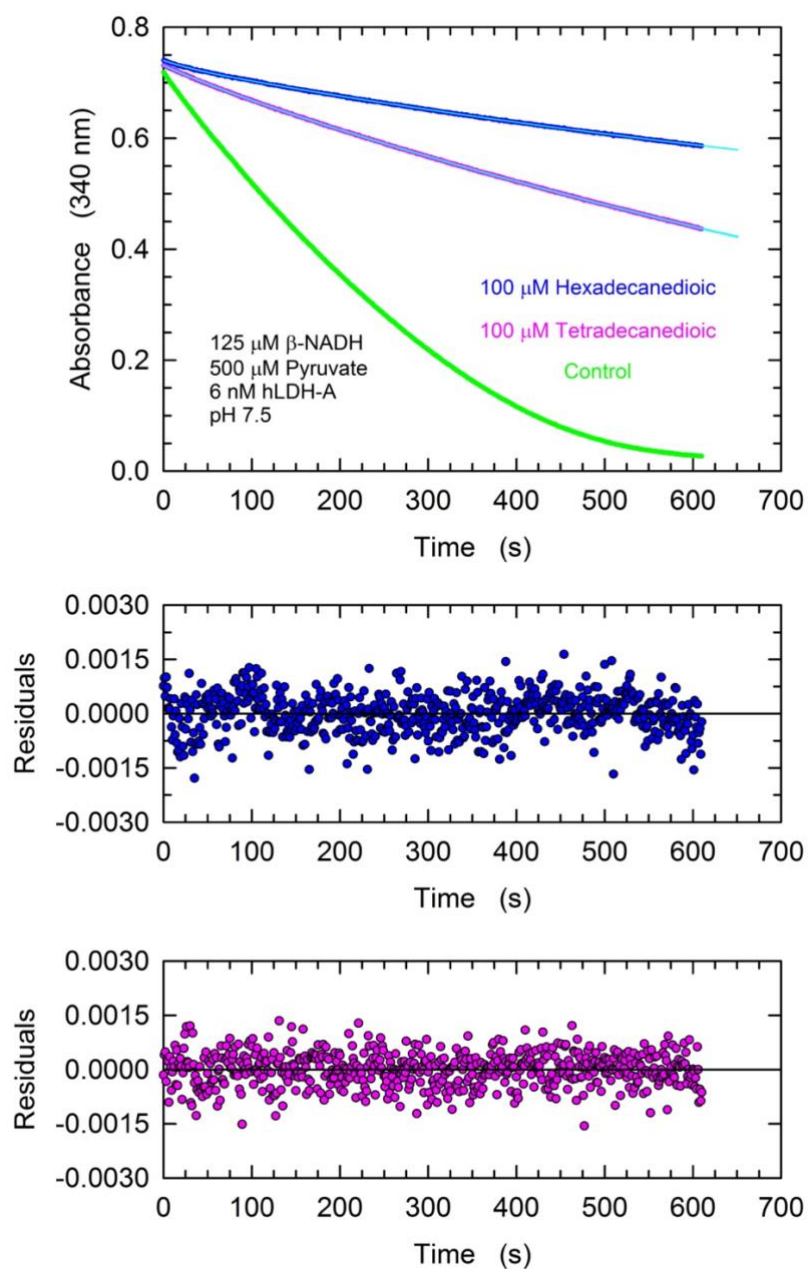 0.8
0.6
0.4
0.2
0.0
Absorbance (340 nm)
100 μM Hexadecanedioic
100 μM Tetradecanedioic
Control
125 μM β-NADH
500 μM Pyruvate
6 nM hLDH-A
pH 7.5
0 100 200 300 400 500 600 700
Time (s)
0.0030
0.0015
0.0000
-0.0015
-0.0030
Residuals
0 100 200 300 400 500 600 700
Time (s)
0.0030
0.0015
0.0000
-0.0015
-0.0030
Residuals
0 100 200 300 400 500 600 700
Time (s)